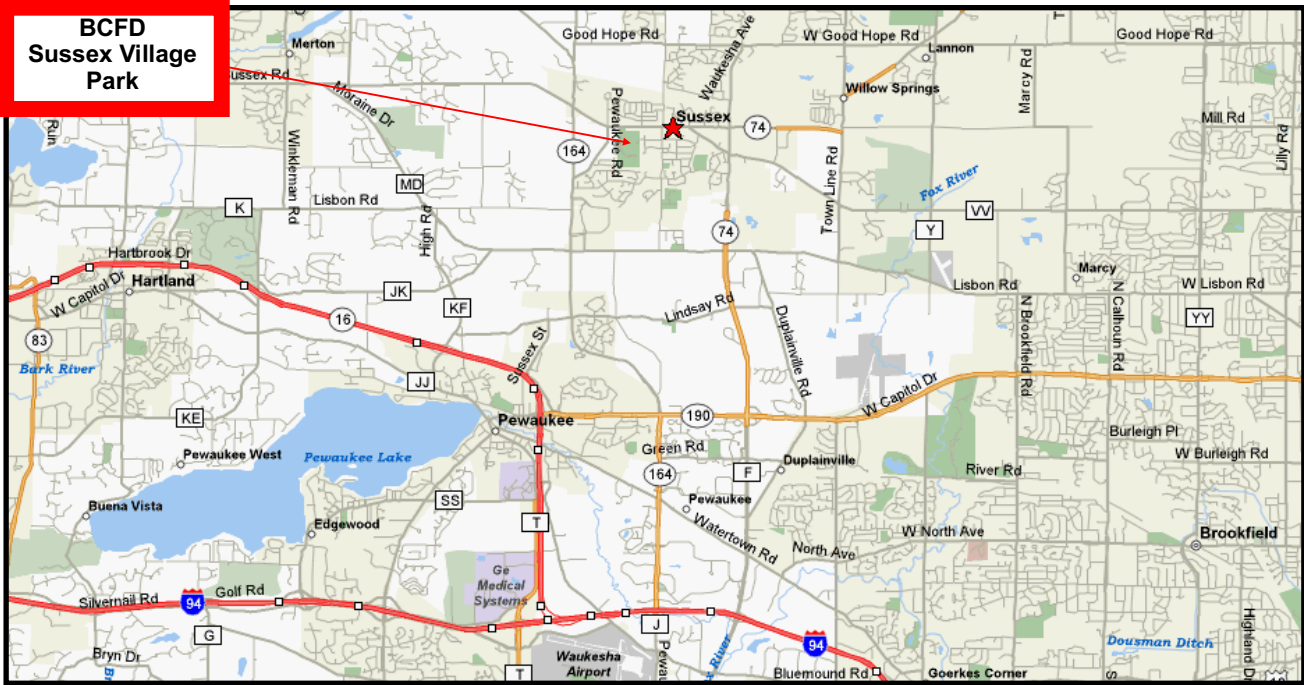 BCFD
Sussex Village
Park
Merton
Good Hope Rd
W Good Hope Rd
Good Hope Rd
Waukesha Ave
Lannon
Marcy Rd
Sussex Rd
Moraine Dr
Pewaukee Rd
Willow Springs
Sussex
74
Mill Rd
Lilly Rd
Run
Winkleman Rd
164
MD
Town Line Rd
Fox River
K
Lisbon Rd
High Rd
VV
Y
74
Hartbrook Dr
Hartland
W Capitol Dr
JK
KF
Marcy
Lisbon Rd
W Lisbon Rd
16
Lindsay Rd
Duplainville Rd
N Brookfield Rd
N Calhoun Rd
YY
83
Sussex St
Bark River
JJ
W Capitol Dr
KE
Pewaukee
190
Burleigh Pl
Pewaukee West
Pewaukee Lake
Green Rd
W Burleigh Rd
164
F
Duplainville
River Rd
Buena Vista
SS
Pewaukee
Edgewood
T
Watertown Rd
North Ave
W North Ave
Brookfield
Ge
Medical
Systems
Silvernail Rd
94
Golf Rd
G
J
94
Highland Dr
Dousman Ditch
Bryn Dr
Waukesha
Airport
T
Bluemound Rd
Goerkes Corner